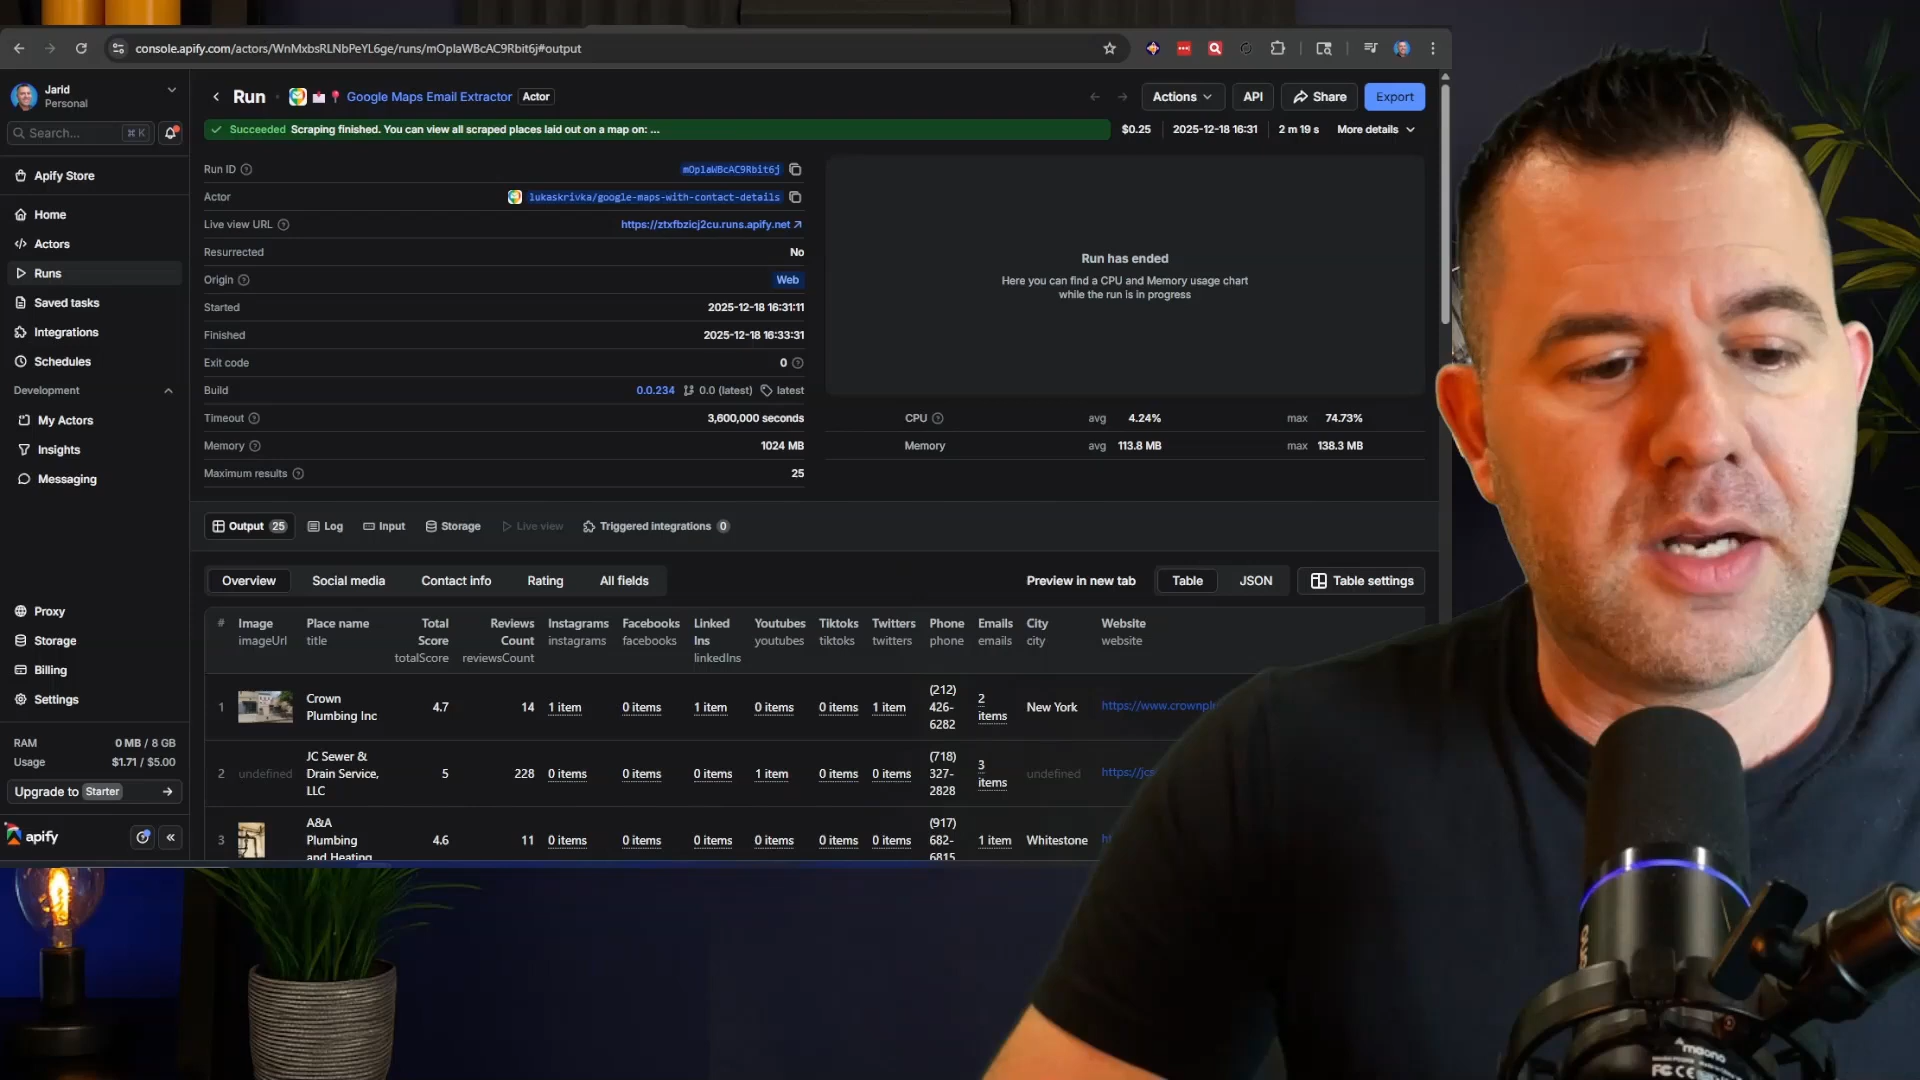 console.apify.com/actors/WnMxbsRLNbPeYL6ge/runs/mOplaWBcAC9Rbit6j#output
Jarid
Personal
Search...
⌘ K
Apify Store
Home
Actors
Runs
Saved tasks
Integrations
Schedules
Development
My Actors
Insights
Messaging
Proxy
Storage
Billing
Settings
RAM 0 MB / 8 GB
Usage $1.71 / $5.00
Upgrade to Starter
apify
Run Google Maps Email Extractor Actor
Actions API Share Export
Succeeded Scraping finished. You can view all scraped places laid out on a map on: ...
$0.25 2025-12-18 16:31 2 m 19 s More details
Run ID mOplaWBcAC9Rbit6j
Actor lukaskrivka/google-maps-with-contact-details
Live view URL https://ztxfbzicj2cu.runs.apify.net
Resurrected No
Origin Web
Started 2025-12-18 16:31:11
Finished 2025-12-18 16:33:31
Exit code 0
Build 0.0.234 0.0 (latest) latest
Timeout 3,600,000 seconds
Memory 1024 MB
Maximum results 25
Run has ended
Here you can find a CPU and Memory usage chart
while the run is in progress
CPU avg 4.24% max 74.73%
Memory avg 113.8 MB max 138.3 MB
Output 25 Log Input Storage Live view Triggered integrations 0
Overview Social media Contact info Rating All fields
Preview in new tab Table JSON Table settings
# Image Place name Total Reviews Instagrams Facebooks Linked Youtubes Tiktoks Twitters Phone Emails City Website
imageUrl title Score Count instagrams facebooks Ins youtubes tiktoks twitters phone emails city website
totalScore reviewsCount linkedIns
1 Crown Plumbing Inc 4.7 14 1 item 0 items 1 item 0 items 0 items 1 item (212) 426-6282 2 items New York https://www.crownpl
2 undefined JC Sewer & Drain Service, LLC 5 228 0 items 0 items 0 items 1 item 0 items 0 items (718) 327-2828 3 items undefined https://jcs
3 A&A Plumbing and Heating 4.6 11 0 items 0 items 0 items 0 items 0 items 0 items (917) 682-6815 1 item Whitestone
maono
FC CE